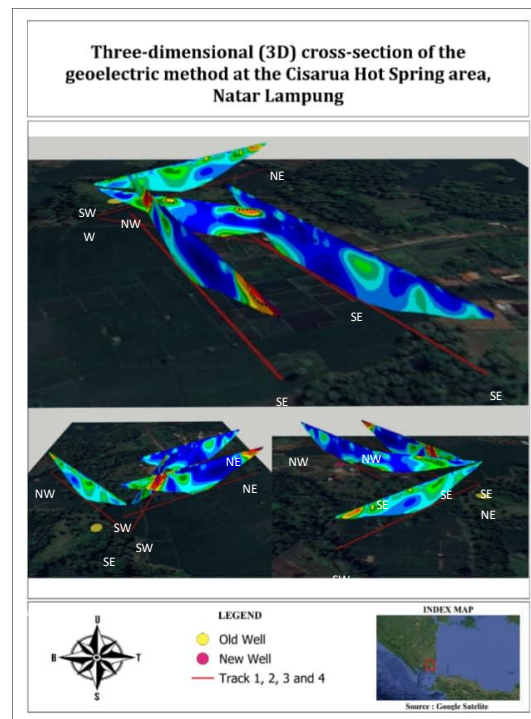 Three-dimensional (3D) cross-section of the
geoelectric method at the Cisarua Hot Spring area,
Natar Lampung
NE
SW
NW
W
SE
SE
SE
NW
NE
NE
SW
SW
SE
NW
NW
SE
SE
SE
NE
SW
U
B
T
S
LEGEND
Old Well
New Well
Track 1, 2, 3 and 4
INDEX MAP
Source : Google Satelite